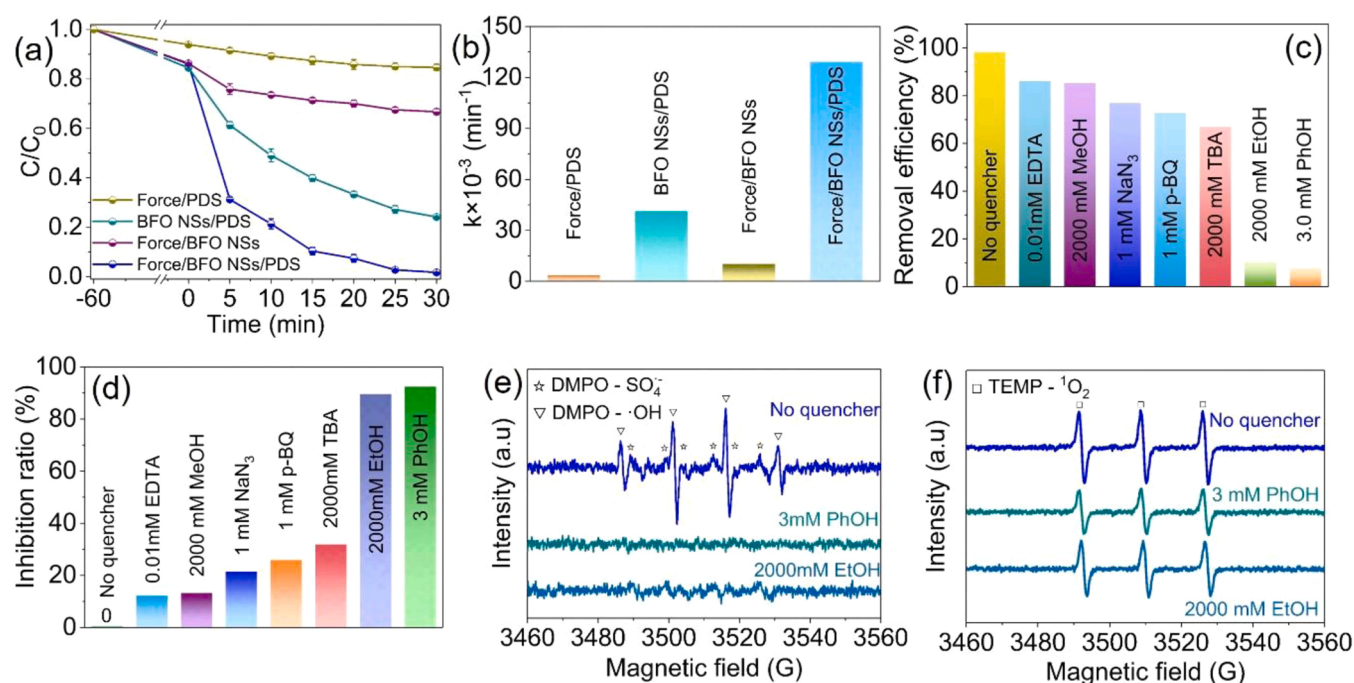 (a)
C/C₀
1.0
0.8
0.6
0.4
0.2
0.0
Force/PDS
BFO NSs/PDS
Force/BFO NSs
Force/BFO NSs/PDS
-60 0 5 10 15 20 25 30
Time (min)
(b)
k×10⁻³ (min⁻¹)
150
120
90
60
30
0
Force/PDS
BFO NSs/PDS
Force/BFO NSs
Force/BFO NSs/PDS
(c)
Removal efficiency (%)
100
80
60
40
20
0
No quencher
0.01mM EDTA
2000 mM MeOH
1 mM NaN₃
1 mM p-BQ
2000 mM TBA
2000 mM EtOH
3.0 mM PhOH
(d)
Inhibition ratio (%)
100
80
60
40
20
0
No quencher
0
0.01mM EDTA
2000 mM MeOH
1 mM NaN₃
1 mM p-BQ
2000mM TBA
2000mM EtOH
3 mM PhOH
(e)
Intensity (a.u)
☆ DMPO - SO₄·⁻
▽ DMPO - ·OH
No quencher
3mM PhOH
2000mM EtOH
3460 3480 3500 3520 3540 3560
Magnetic field (G)
(f)
Intensity (a.u)
□ TEMP - ¹O₂
No quencher
3 mM PhOH
2000 mM EtOH
3460 3480 3500 3520 3540 3560
Magnetic field (G)